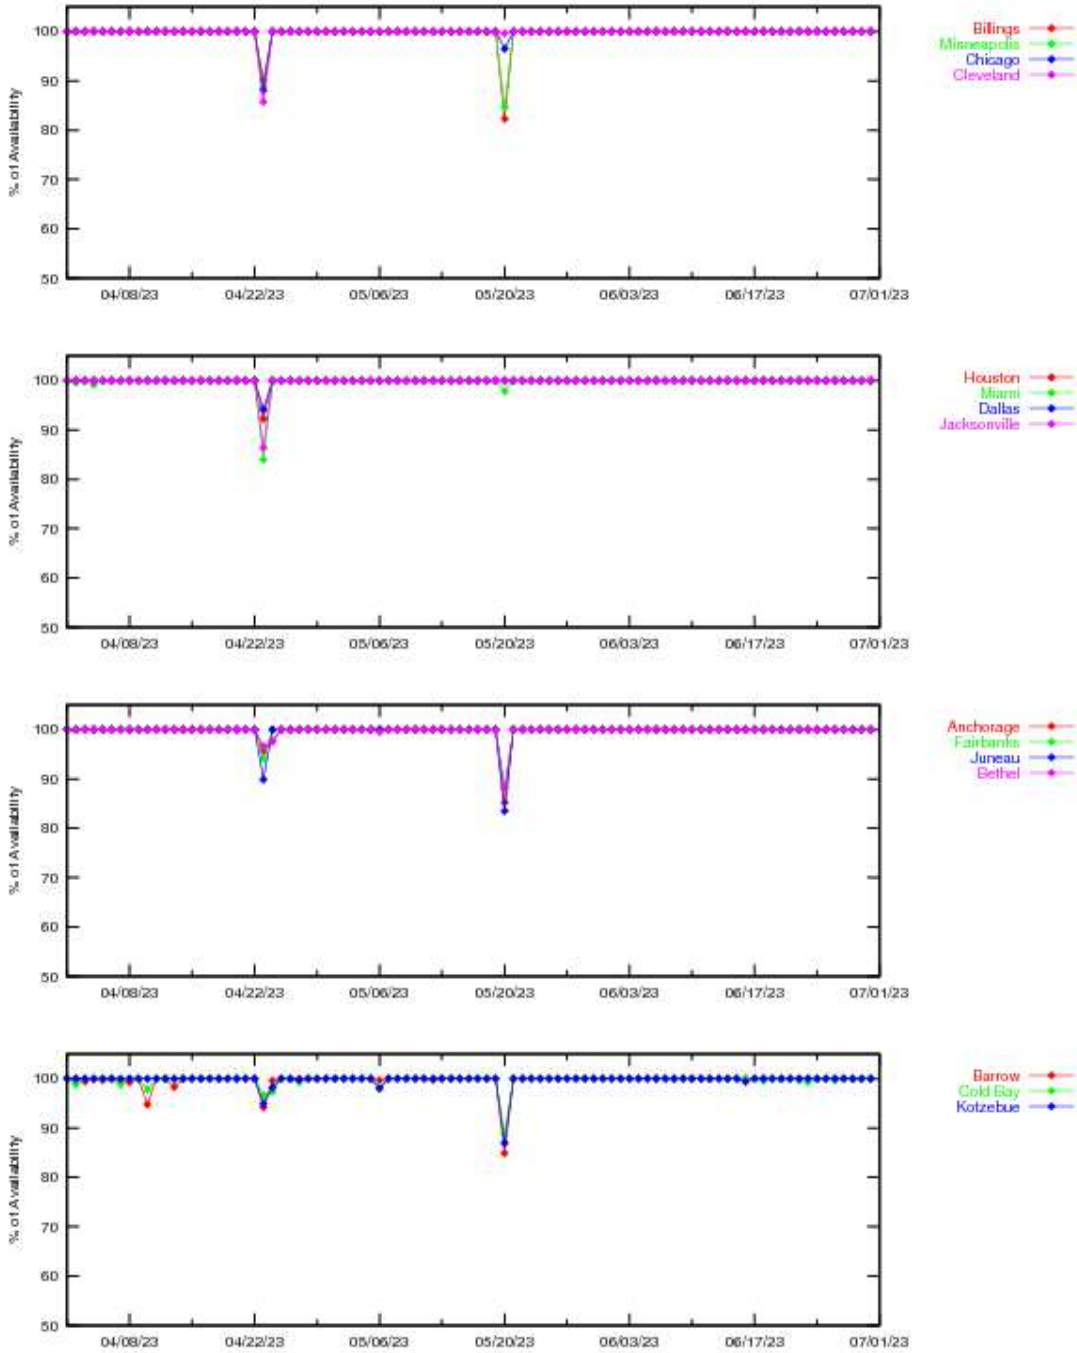 100
90
80
70
60
50
% of Availability
04/08/23 04/22/23 05/06/23 05/20/23 06/03/23 06/17/23 07/01/23
Billings
Minneapolis
Chicago
Cleveland
100
90
80
70
60
50
% of Availability
04/08/23 04/22/23 05/06/23 05/20/23 06/03/23 06/17/23 07/01/23
Houston
Miami
Dallas
Jacksonville
100
90
80
70
60
50
% of Availability
04/08/23 04/22/23 05/06/23 05/20/23 06/03/23 06/17/23 07/01/23
Anchorage
Fairbanks
Juneau
Bethel
100
90
80
70
60
50
% of Availability
04/08/23 04/22/23 05/06/23 05/20/23 06/03/23 06/17/23 07/01/23
Barrow
Cold Bay
Kotzebue